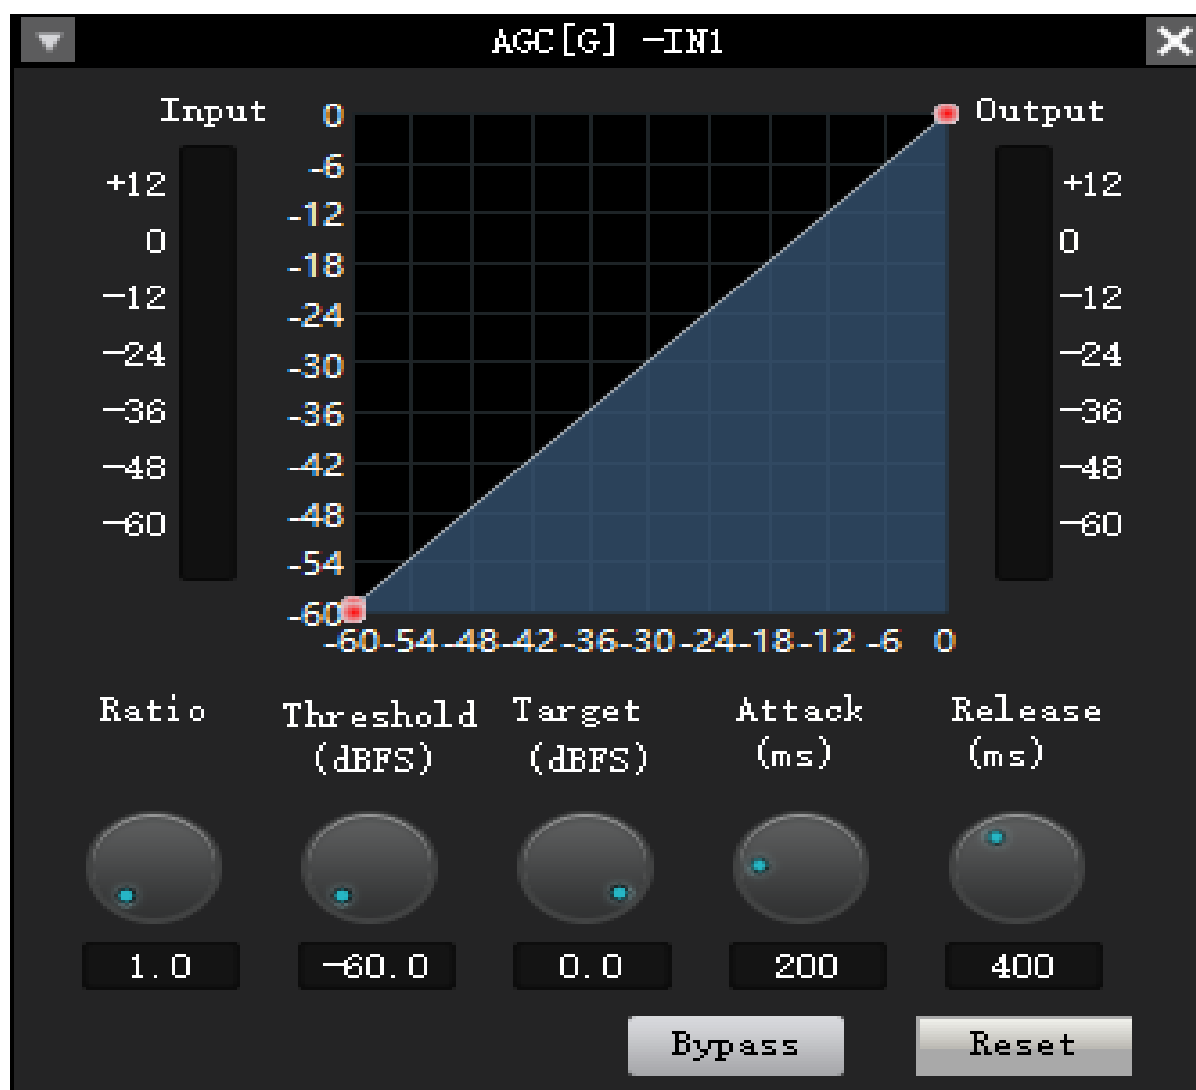 AGC[G] -IN1
Input
Output
+12
0
-12
-24
-36
-48
-60
0
-6
-12
-18
-24
-30
-36
-42
-48
-54
-60
-60 -54 -48 -42 -36 -30 -24 -18 -12 -6 0
+12
0
-12
-24
-36
-48
-60
Ratio
Threshold
(dBFS)
Target
(dBFS)
Attack
(ms)
Release
(ms)
1.0
-60.0
0.0
200
400
Bypass
Reset